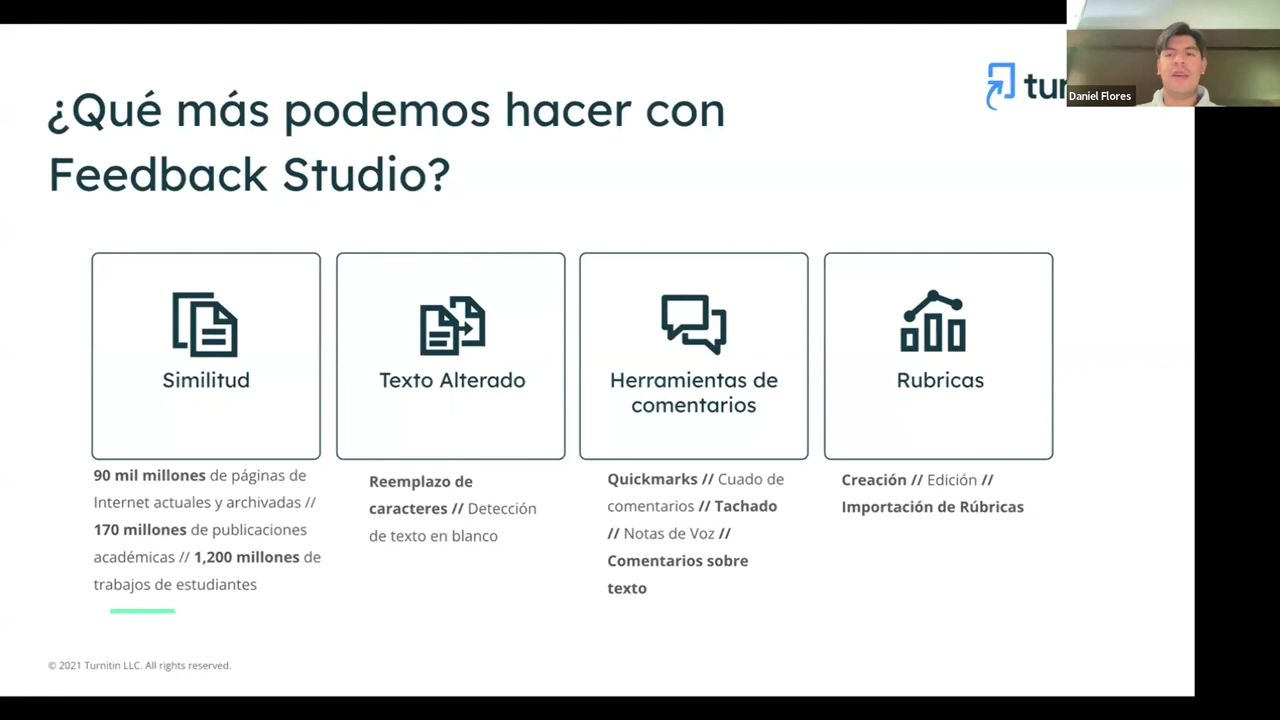 ¿Qué más podemos hacer con
Feedback Studio?
tur
Daniel Flores
Similitud
90 mil millones de páginas de
Internet actuales y archivadas //
170 millones de publicaciones
académicas // 1,200 millones de
trabajos de estudiantes
Texto Alterado
Reemplazo de
caracteres // Detección
de texto en blanco
Herramientas de
comentarios
Quickmarks // Cuado de
comentarios // Tachado
// Notas de Voz //
Comentarios sobre
texto
Rubricas
Creación // Edición //
Importación de Rúbricas
© 2021 Turnitin LLC. All rights reserved.